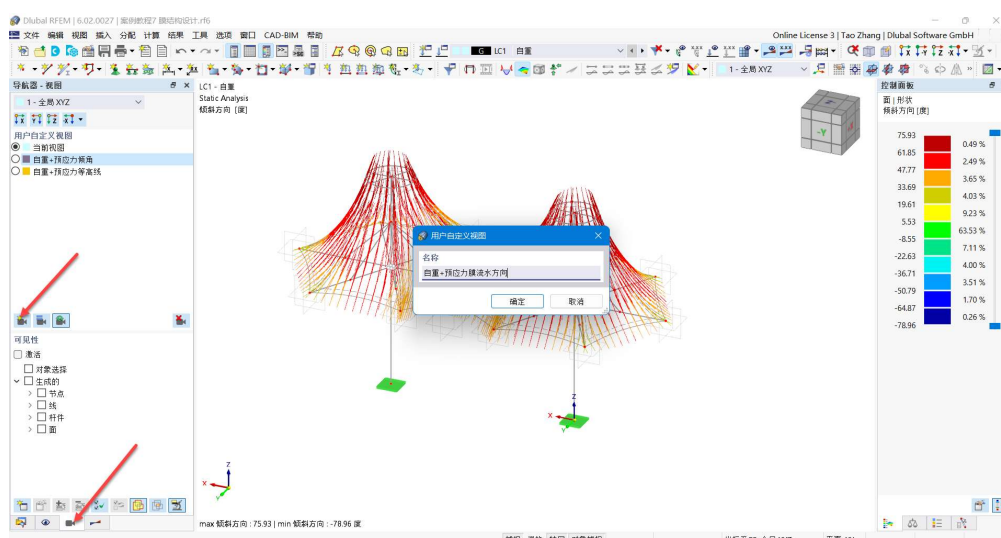 Dlubal RFEM | 6.02.0027 | 案例教程7 膜结构设计.rf6
文件 编辑 视图 插入 分配 计算 结果 工具 选项 窗口 CAD-BIM 帮助
Online License 3 | Tao Zhang | Dlubal Software GmbH
G LC1 自重
1 - 全局 XYZ
导航器 - 视图
1 - 全局 XYZ
用户自定义视图
当前视图
自重+预应力倾角
自重+预应力等高线
可见性
激活
对象选择
生成的
节点
线
杆件
面
LC1 - 自重
Static Analysis
倾斜方向 [度]
-Y
用户自定义视图
名称
自重+预应力膜流水方向
确定
取消
Z
X
Y
Z
X
Y
max 倾斜方向 : 75.93 | min 倾斜方向 : -78.96 度
控制面板
面 | 形状
倾斜方向 [度]
75.93
0.49 %
61.85
2.49 %
47.77
3.65 %
33.69
4.03 %
19.61
9.23 %
5.53
63.53 %
-8.55
7.11 %
-22.63
4.00 %
-36.71
3.51 %
-50.79
1.70 %
-64.87
0.26 %
-78.96